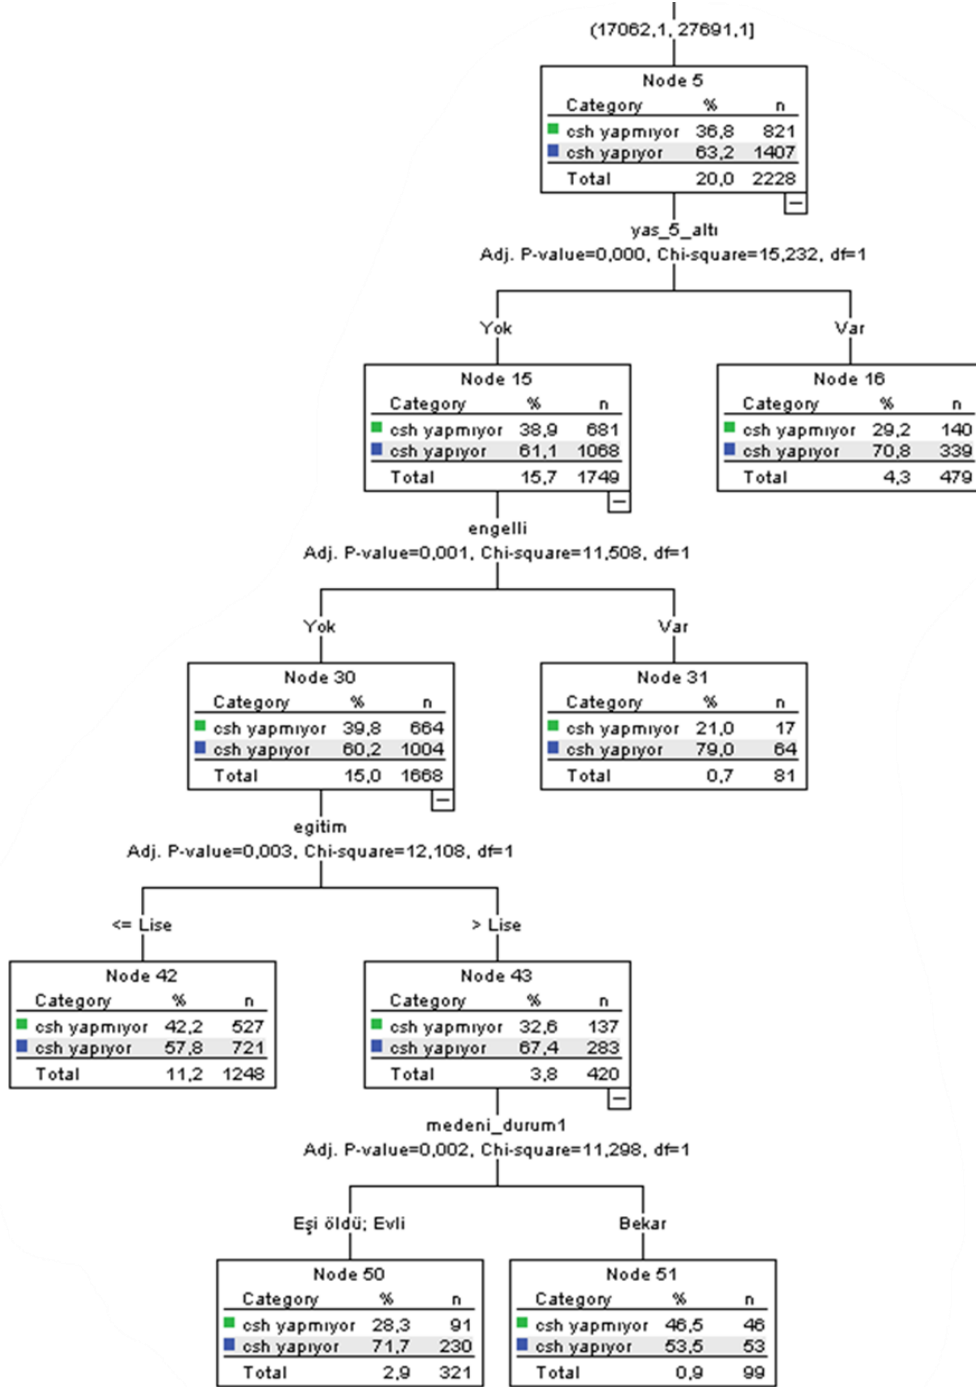 (17062,1, 27691,1]
Node 5
Category % n
csh yapmıyor 36,8 821
csh yapıyor 63,2 1407
Total 20,0 2228
yas_5_altı
Adj. P-value=0,000, Chi-square=15,232, df=1
Yok
Var
Node 15
Category % n
csh yapmıyor 38,9 681
csh yapıyor 61,1 1068
Total 15,7 1749
Node 16
Category % n
csh yapmıyor 29,2 140
csh yapıyor 70,8 339
Total 4,3 479
engelli
Adj. P-value=0,001, Chi-square=11,508, df=1
Yok
Var
Node 30
Category % n
csh yapmıyor 39,8 664
csh yapıyor 60,2 1004
Total 15,0 1668
Node 31
Category % n
csh yapmıyor 21,0 17
csh yapıyor 79,0 64
Total 0,7 81
egitim
Adj. P-value=0,003, Chi-square=12,108, df=1
<= Lise
> Lise
Node 42
Category % n
csh yapmıyor 42,2 527
csh yapıyor 57,8 721
Total 11,2 1248
Node 43
Category % n
csh yapmıyor 32,6 137
csh yapıyor 67,4 283
Total 3,8 420
medeni_durum1
Adj. P-value=0,002, Chi-square=11,298, df=1
Eşi öldü; Evli
Bekar
Node 50
Category % n
csh yapmıyor 28,3 91
csh yapıyor 71,7 230
Total 2,9 321
Node 51
Category % n
csh yapmıyor 46,5 46
csh yapıyor 53,5 53
Total 0,9 99